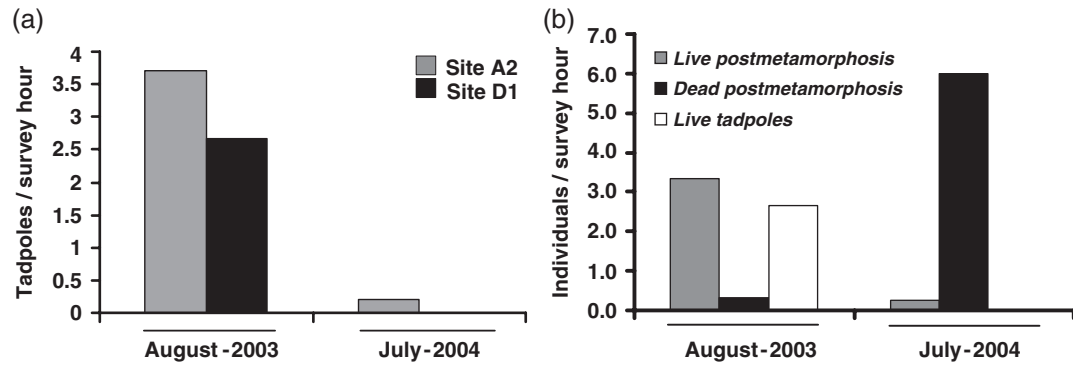 (a)
Tadpoles / survey hour
4
3.5
3
2.5
2
1.5
1
0.5
0
Site A2
Site D1
August-2003
July-2004
(b)
Individuals / survey hour
7.0
6.0
5.0
4.0
3.0
2.0
1.0
0.0
Live postmetamorphosis
Dead postmetamorphosis
Live tadpoles
August-2003
July-2004